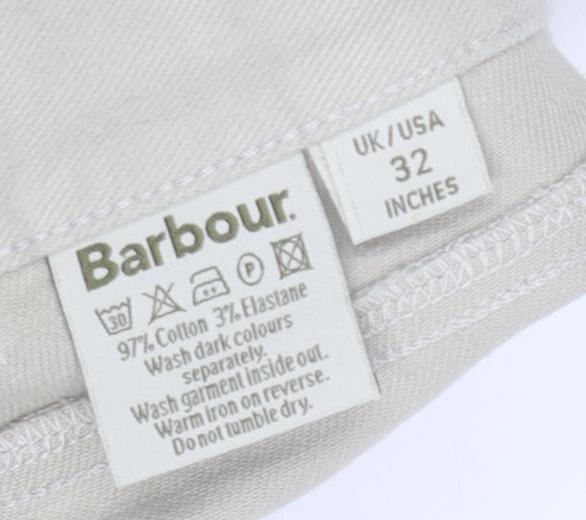 Barbour.
30 P
97% Cotton 3% Elastane
Wash dark colours
separately.
Wash garment inside out.
Warm iron on reverse.
Do not tumble dry.
UK/USA
32
INCHES